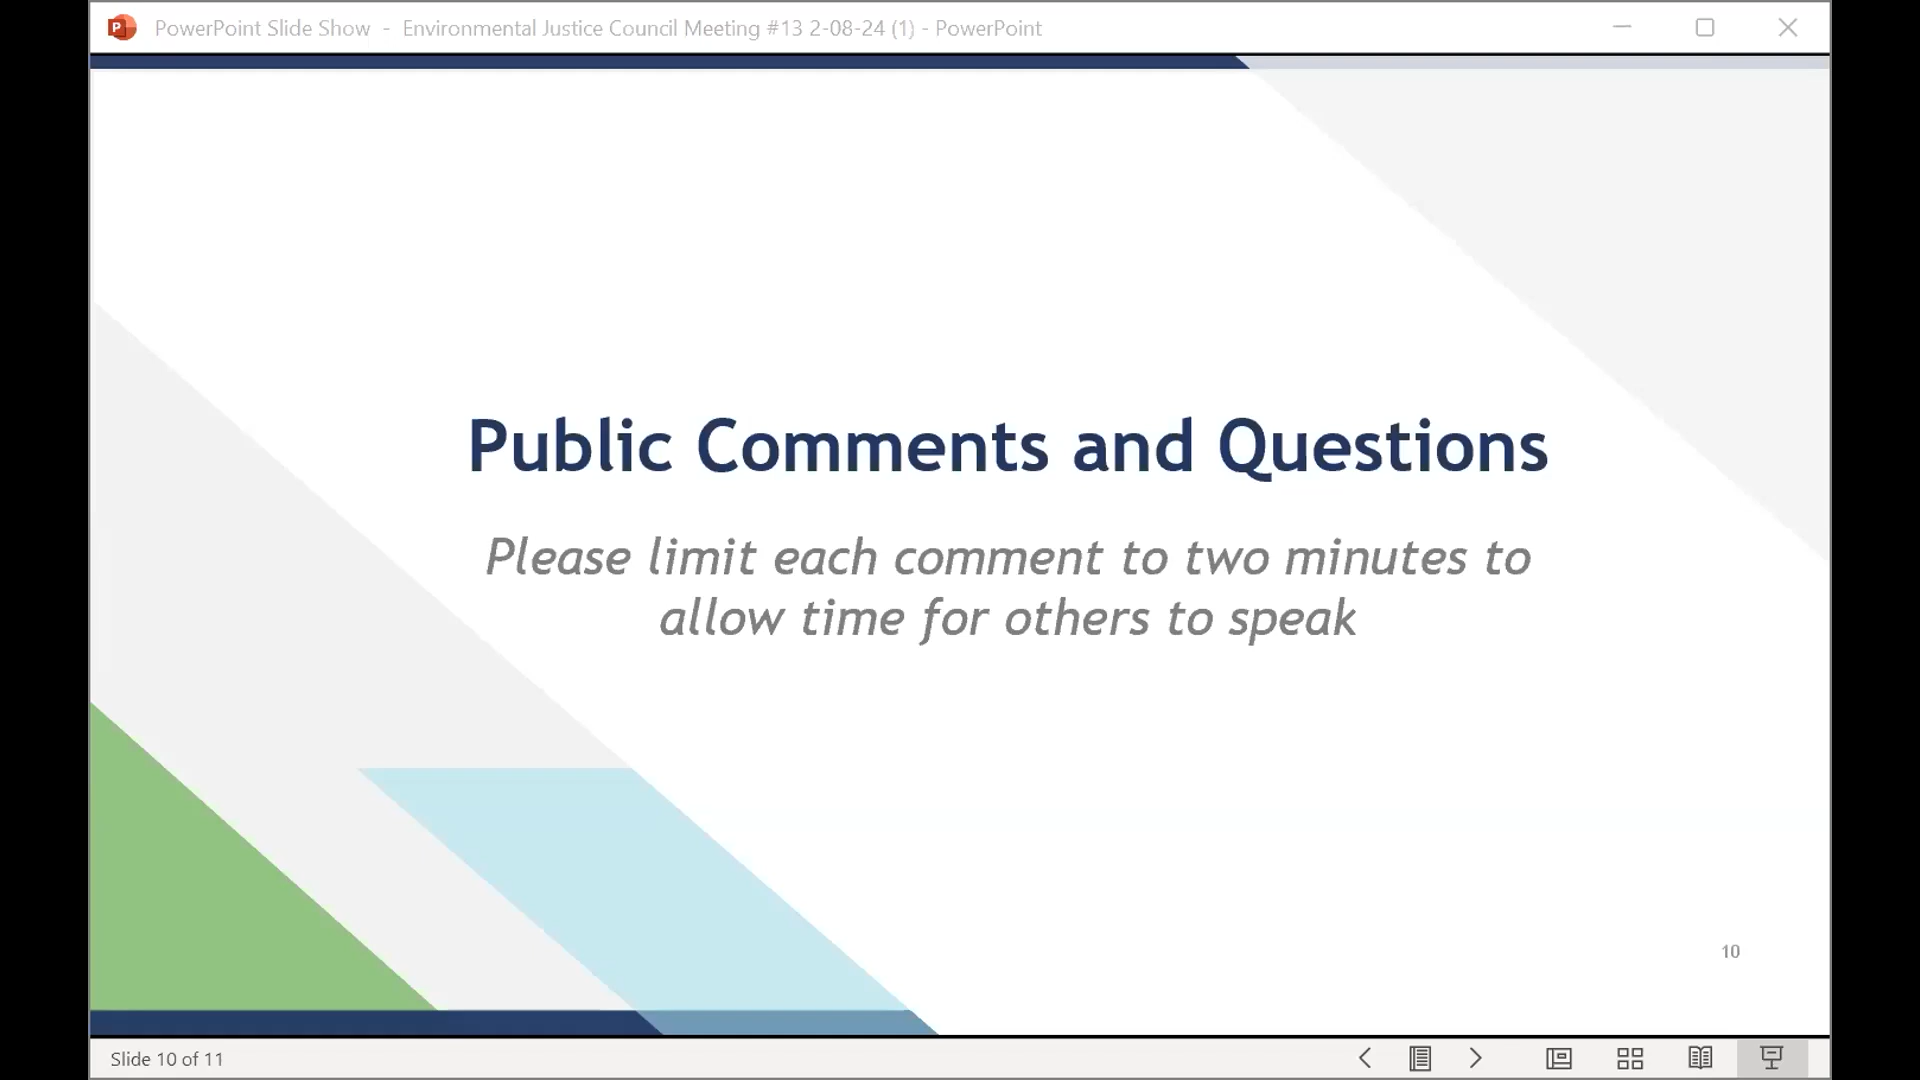 PowerPoint Slide Show - Environmental Justice Council Meeting #13 2-08-24 (1) - PowerPoint
Public Comments and Questions
Please limit each comment to two minutes to
allow time for others to speak
10
Slide 10 of 11